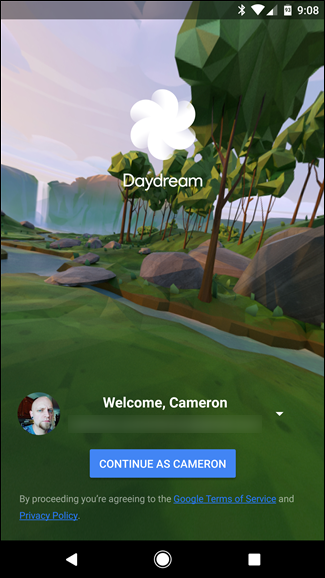 9:08
Daydream
Welcome, Cameron
CONTINUE AS CAMERON
By proceeding you're agreeing to the Google Terms of Service and
Privacy Policy.